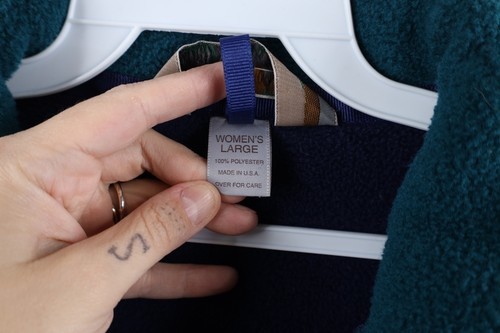 WOMEN'S
LARGE
100% POLYESTER
MADE IN U.S.A.
OVER FOR CARE
S